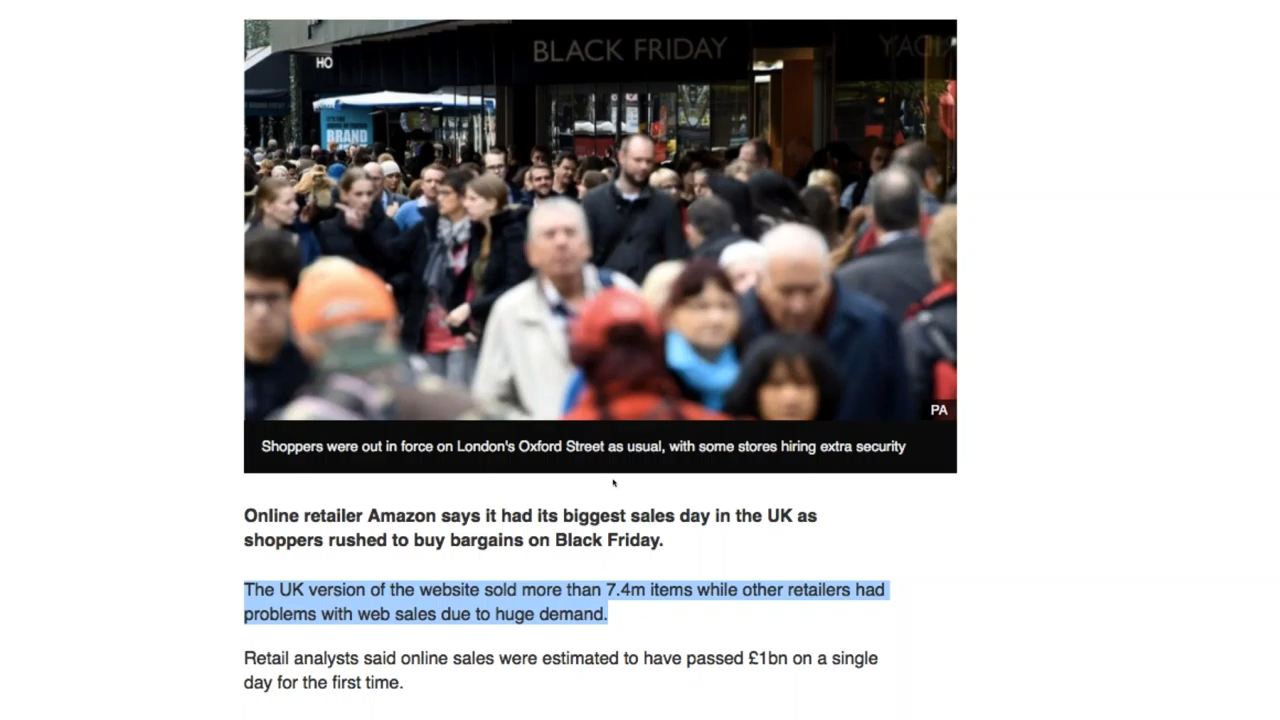 BLACK FRIDAY
HO
BRAND
PA
Shoppers were out in force on London's Oxford Street as usual, with some stores hiring extra security
Online retailer Amazon says it had its biggest sales day in the UK as
shoppers rushed to buy bargains on Black Friday.
The UK version of the website sold more than 7.4m items while other retailers had
problems with web sales due to huge demand.
Retail analysts said online sales were estimated to have passed £1bn on a single
day for the first time.